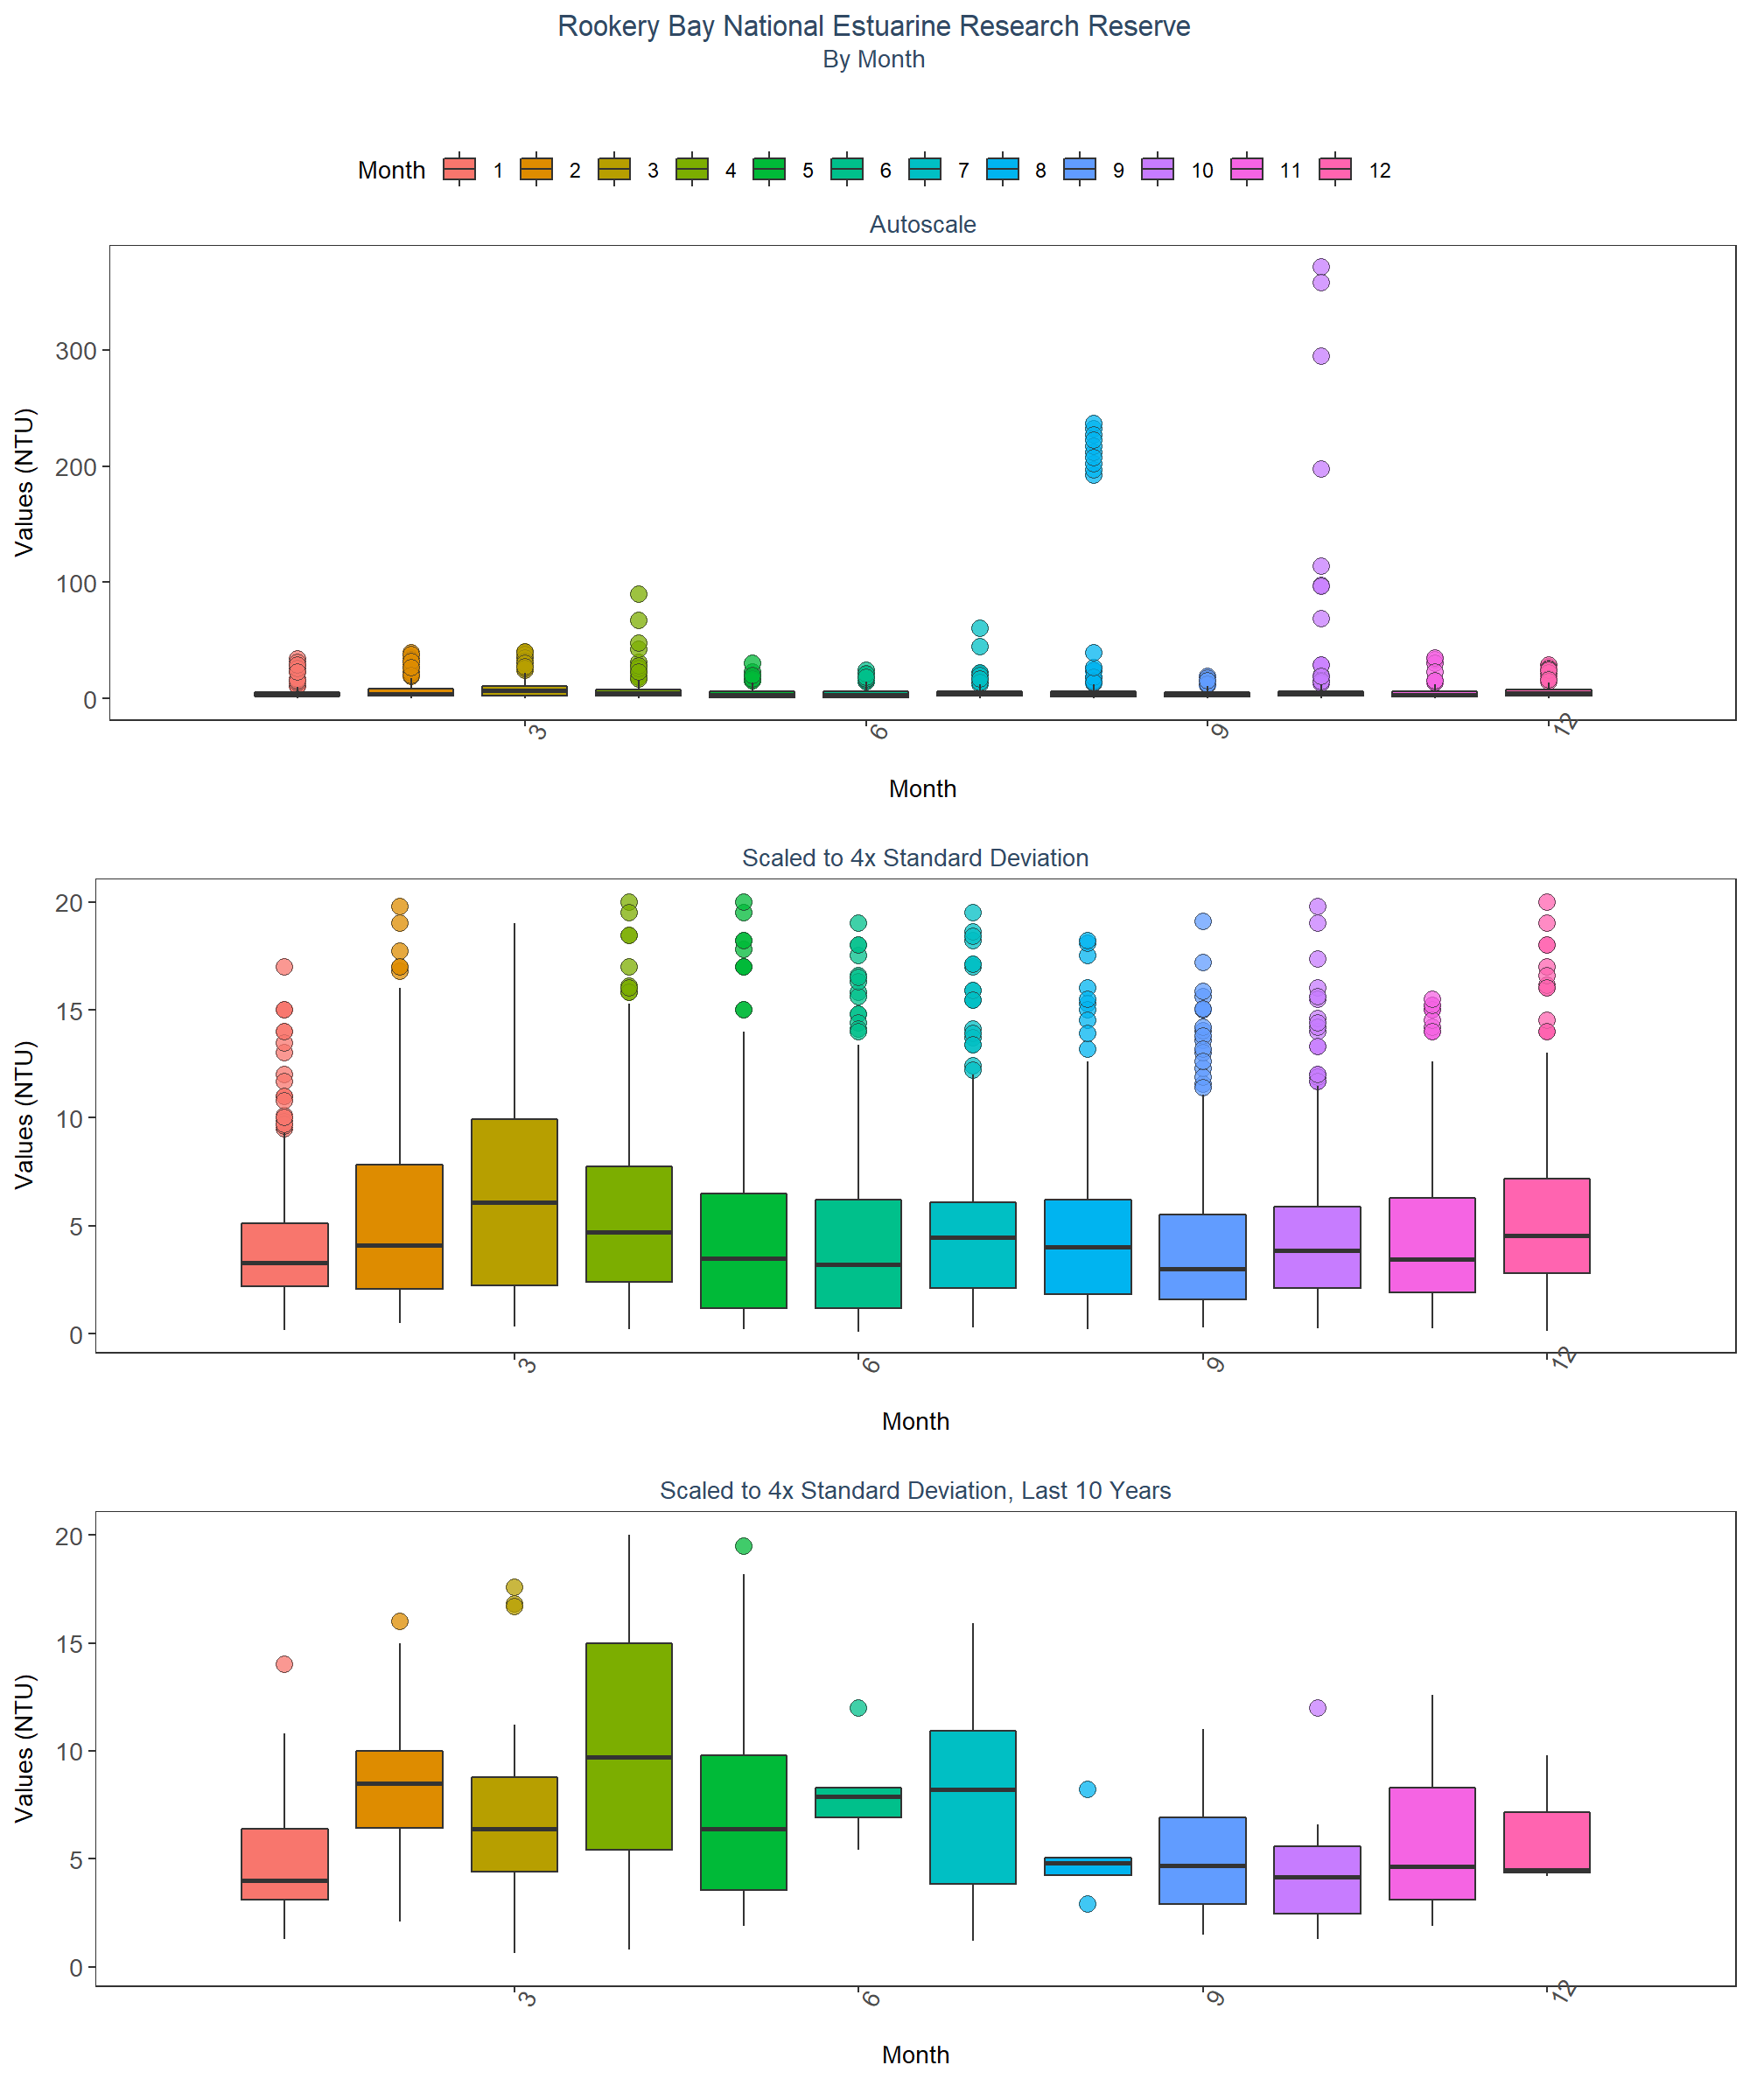 Rookery Bay National Estuarine Research Reserve
By Month
Month 1 2 3 4 5 6 7 8 9 10 11 12
Autoscale
Values (NTU)
300
200
100
0
3 6 9 12
Month
Scaled to 4x Standard Deviation
Values (NTU)
20
15
10
5
0
3 6 9 12
Month
Scaled to 4x Standard Deviation, Last 10 Years
Values (NTU)
20
15
10
5
0
3 6 9 12
Month